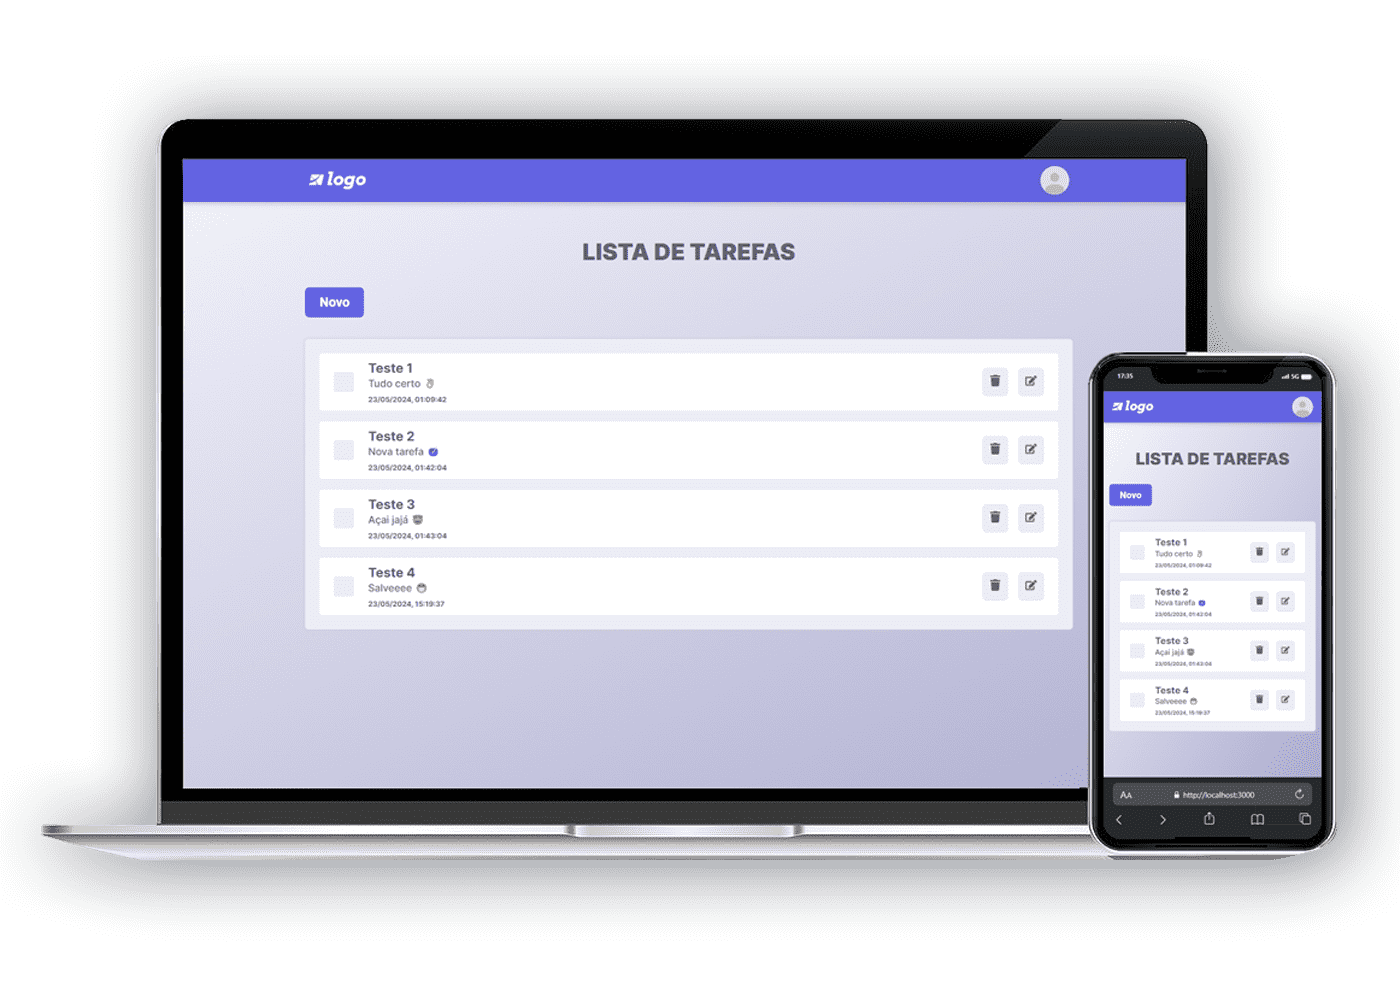 logo
LISTA DE TAREFAS
Novo
Teste 1
Tudo certo
23/05/2024, 01:09:42
Teste 2
Nova tarefa
23/05/2024, 01:42:04
Teste 3
Açai jajá
23/05/2024, 01:43:04
Teste 4
Salveeee
23/05/2024, 15:19:37
17:35
5G
logo
LISTA DE TAREFAS
Novo
Teste 1
Tudo certo
23/05/2024, 01:09:42
Teste 2
Nova tarefa
23/05/2024, 01:42:04
Teste 3
Açai jajá
23/05/2024, 01:43:04
Teste 4
Salveeee
23/05/2024, 15:19:37
AA
http://localhost:3000